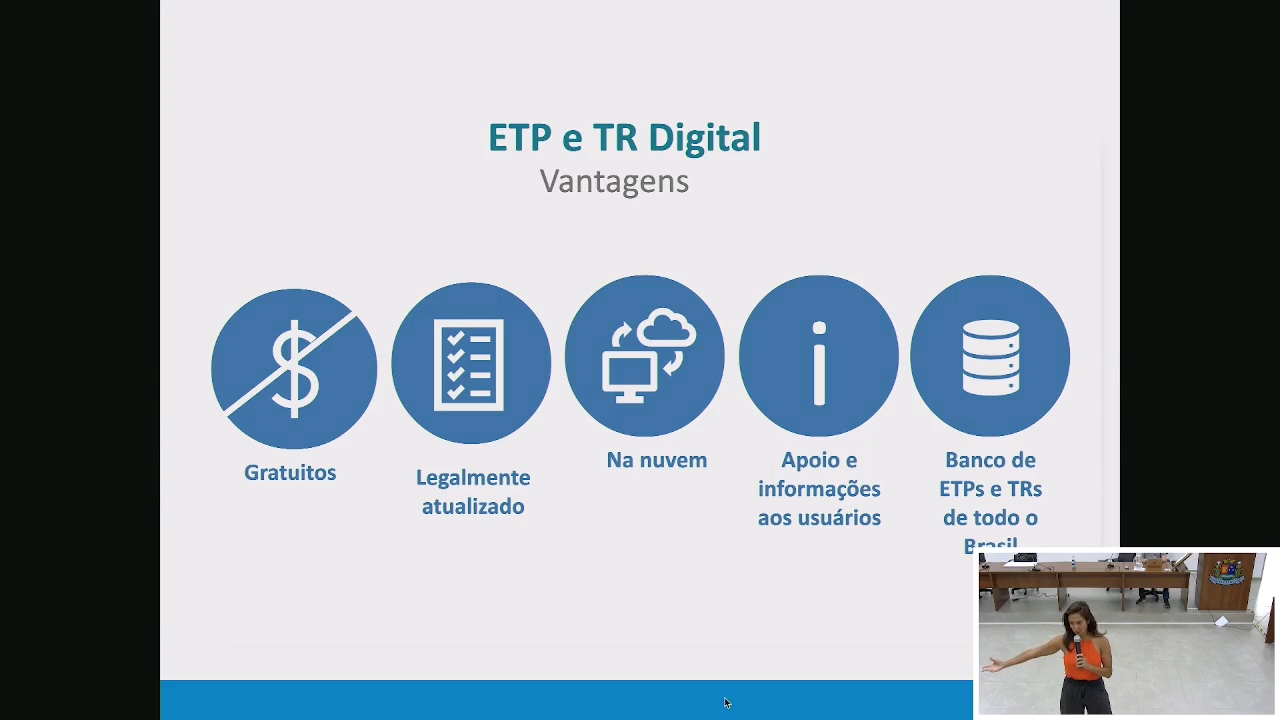 ETP e TR Digital
Vantagens
Gratuitos
Legalmente
atualizado
Na nuvem
Apoio e
informações
aos usuários
Banco de
ETPs e TRs
de todo o
Brasil